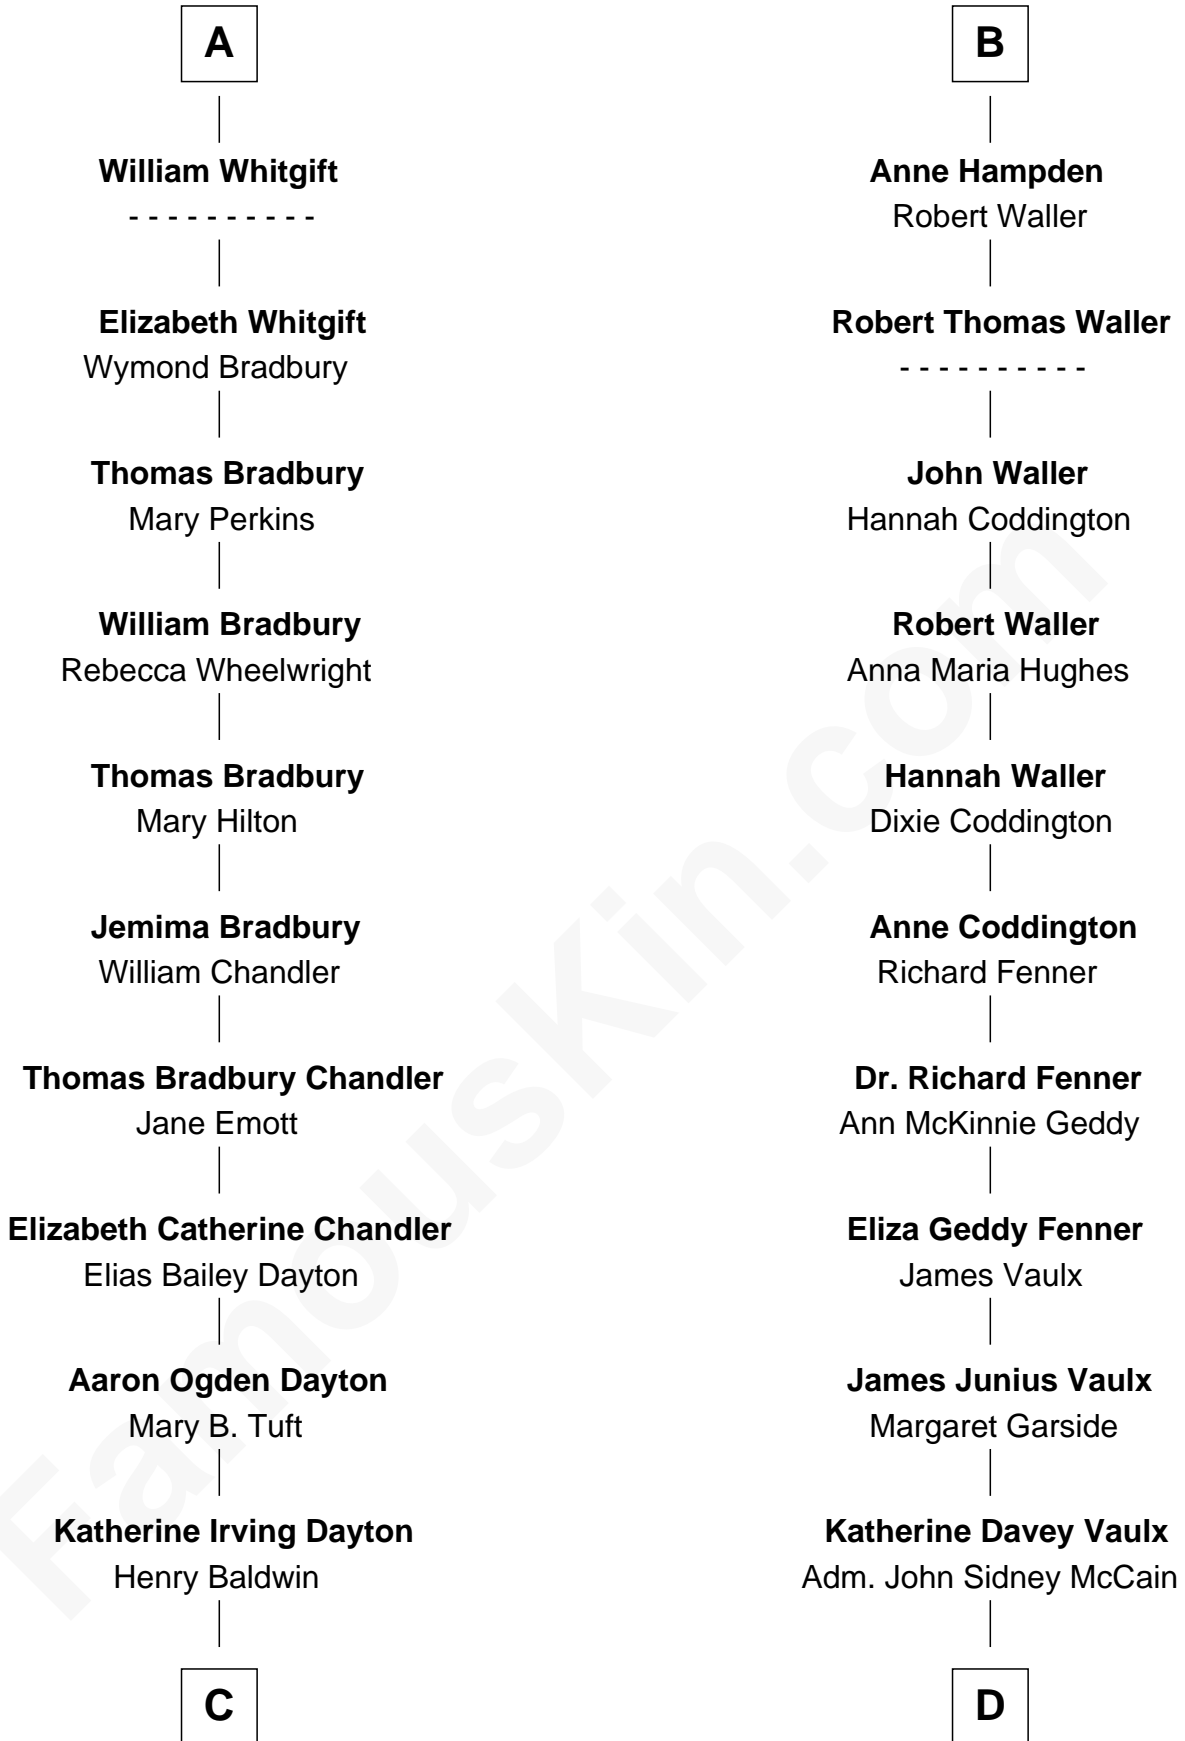 A
William Whitgift
- - - - - - - - - -
Elizabeth Whitgift
Wymond Bradbury
Thomas Bradbury
Mary Perkins
William Bradbury
Rebecca Wheelwright
Thomas Bradbury
Mary Hilton
Jemima Bradbury
William Chandler
Thomas Bradbury Chandler
Jane Emott
Elizabeth Catherine Chandler
Elias Bailey Dayton
Aaron Ogden Dayton
Mary B. Tuft
Katherine Irving Dayton
Henry Baldwin
C
B
Anne Hampden
Robert Waller
Robert Thomas Waller
- - - - - - - - - -
John Waller
Hannah Coddington
Robert Waller
Anna Maria Hughes
Hannah Waller
Dixie Coddington
Anne Coddington
Richard Fenner
Dr. Richard Fenner
Ann McKinnie Geddy
Eliza Geddy Fenner
James Vaulx
James Junius Vaulx
Margaret Garside
Katherine Davey Vaulx
Adm. John Sidney McCain
D
FamousKin.com